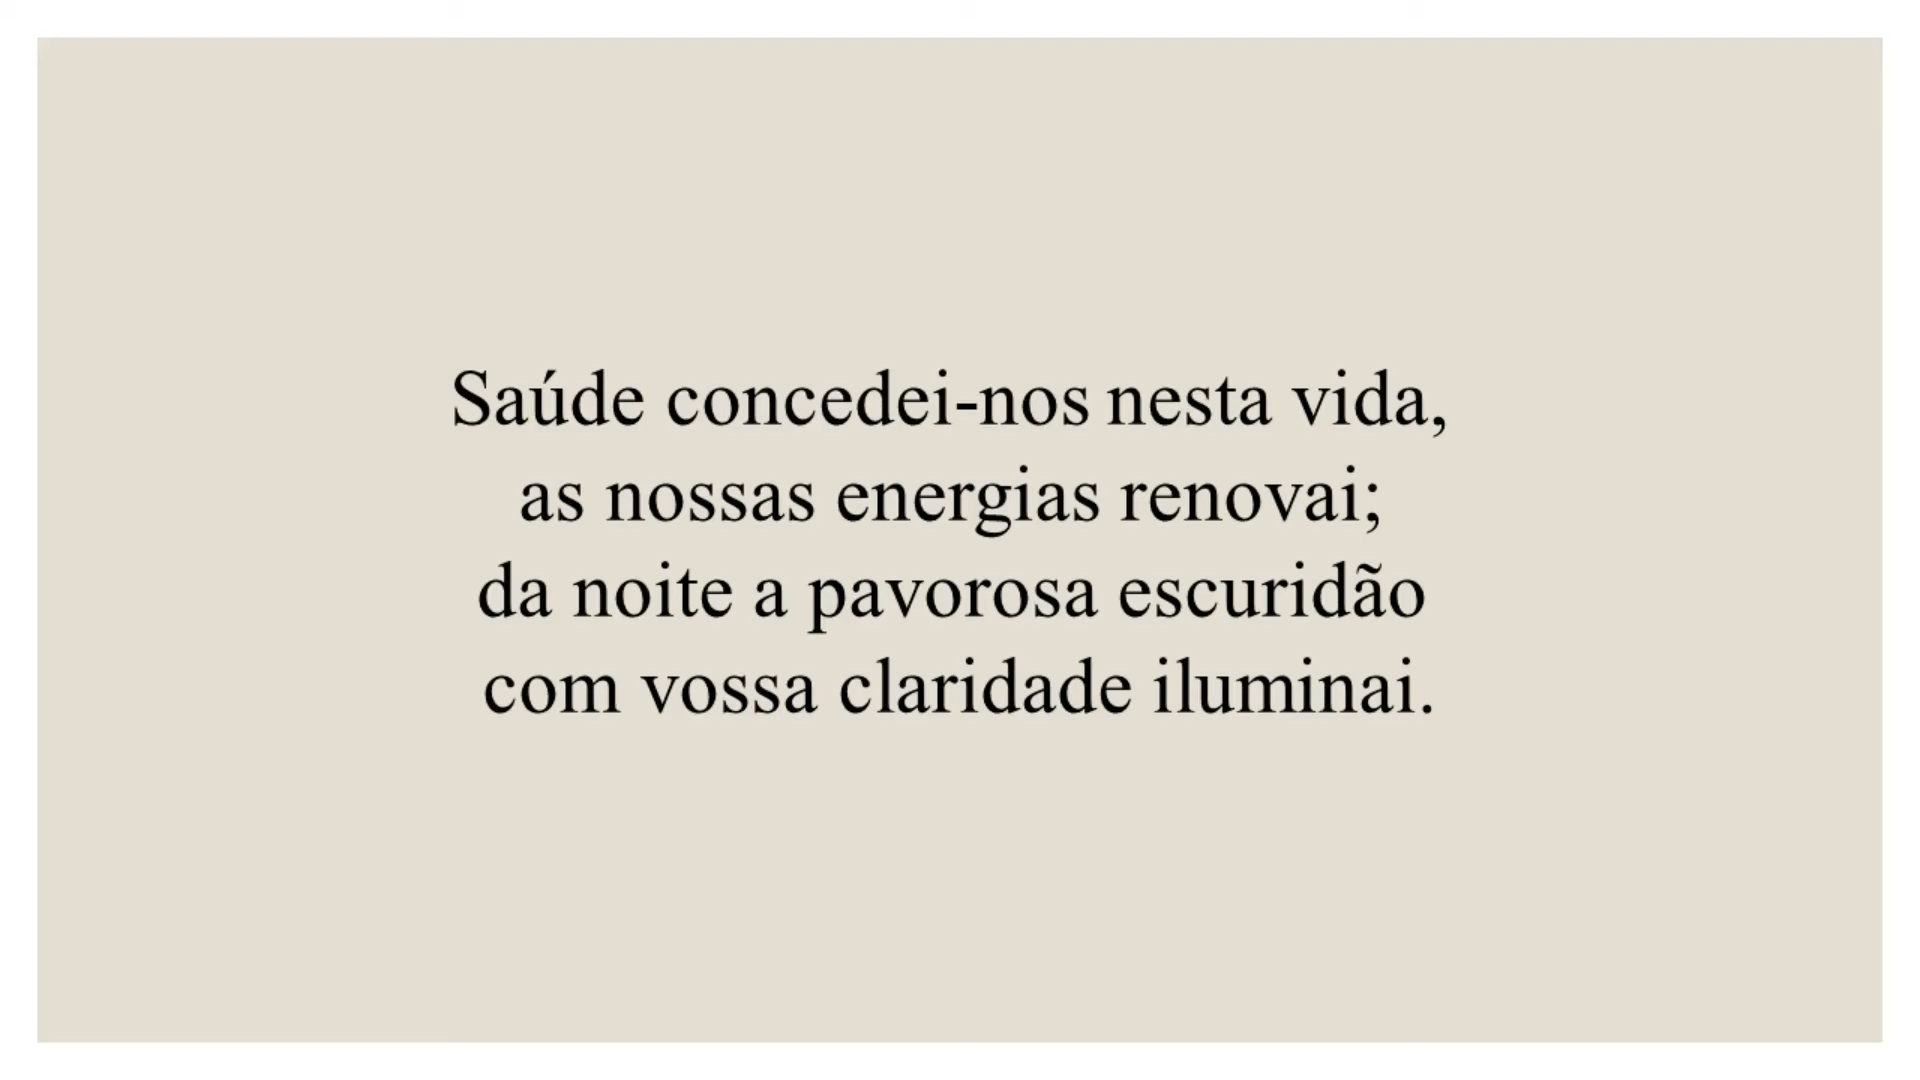 Saúde concedei-nos nesta vida,
as nossas energias renovai;
da noite a pavorosa escuridão
com vossa claridade iluminai.